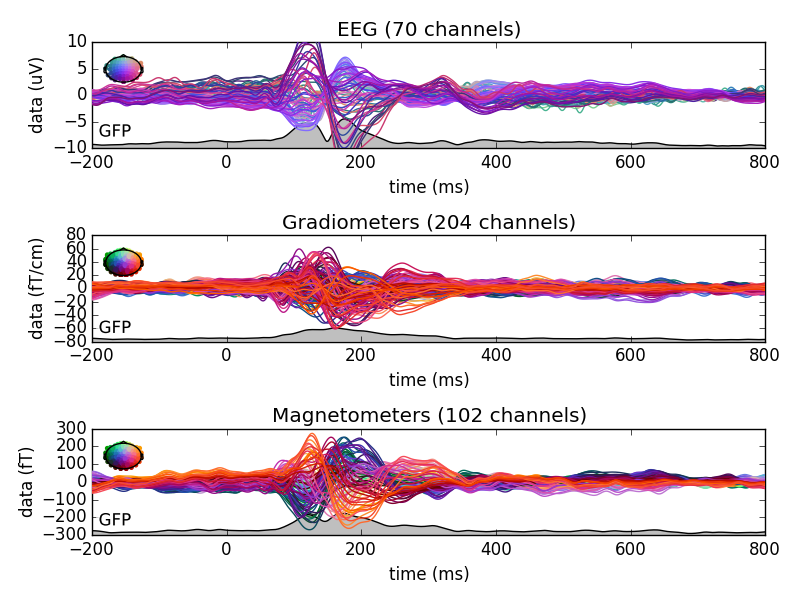 EEG (70 channels)
data (uV)
10
5
0
−5
−10
GFP
−200 0 200 400 600 800
time (ms)
Gradiometers (204 channels)
data (fT/cm)
80
60
40
20
0
−20
−40
−60
−80
GFP
−200 0 200 400 600 800
time (ms)
Magnetometers (102 channels)
data (fT)
300
200
100
0
−100
−200
−300
GFP
−200 0 200 400 600 800
time (ms)